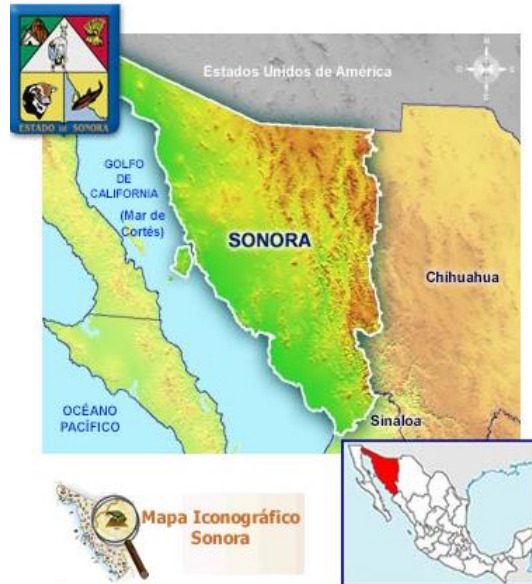 ESTADO DE SONORA
Estados Unidos de América
GOLFO
DE
CALIFORNIA
(Mar de
Cortés)
SONORA
Chihuahua
OCÉANO
PACÍFICO
Sinaloa
Mapa Iconográfico
Sonora